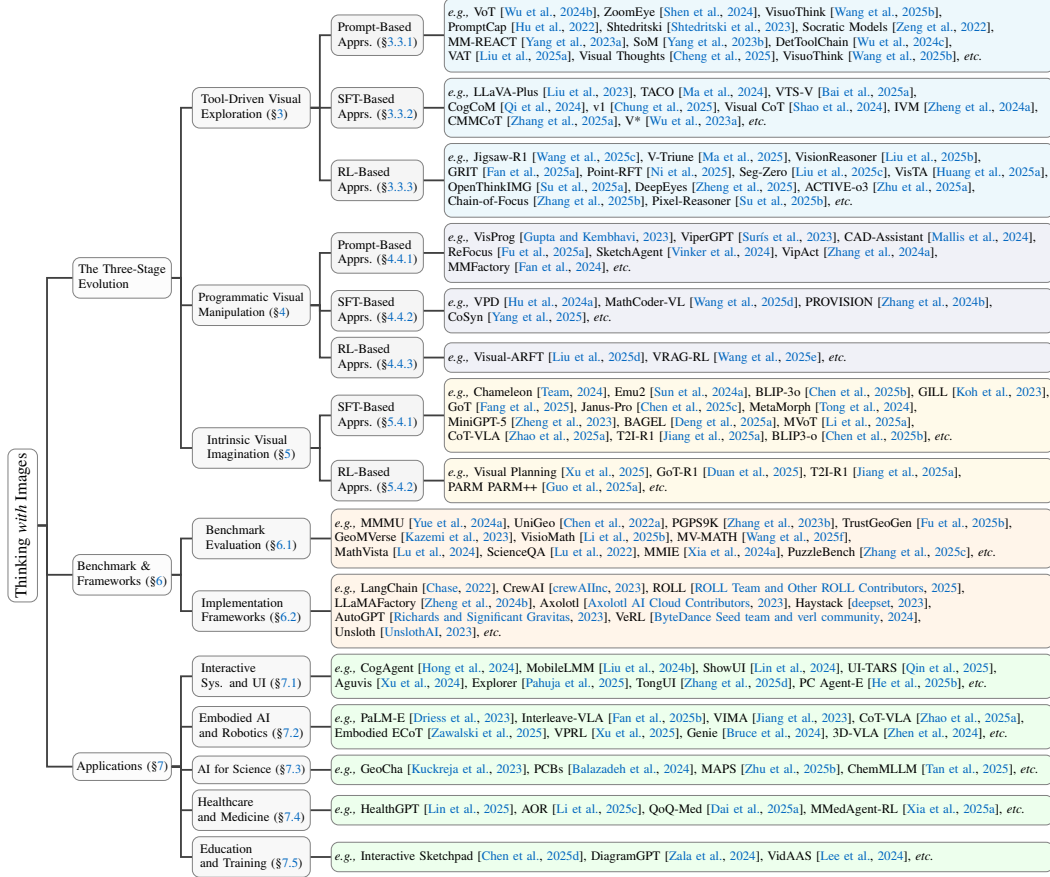 Thinking with Images
The Three-Stage
Evolution
Tool-Driven Visual
Exploration (§3)
Prompt-Based
Apprs. (§3.3.1)
e.g., VoT [Wu et al., 2024b], ZoomEye [Shen et al., 2024], VisuoThink [Wang et al., 2025b],
PromptCap [Hu et al., 2022], Shtedritski [Shtedritski et al., 2023], Socratic Models [Zeng et al., 2022],
MM-REACT [Yang et al., 2023a], SoM [Yang et al., 2023b], DetToolChain [Wu et al., 2024c],
VAT [Liu et al., 2025a], Visual Thoughts [Cheng et al., 2025], VisuoThink [Wang et al., 2025b], etc.
SFT-Based
Apprs. (§3.3.2)
e.g., LLaVA-Plus [Liu et al., 2023], TACO [Ma et al., 2024], VTS-V [Bai et al., 2025a],
CogCoM [Qi et al., 2024], v1 [Chung et al., 2025], Visual CoT [Shao et al., 2024], IVM [Zheng et al., 2024a],
CMMCoT [Zhang et al., 2025a], V* [Wu et al., 2023a], etc.
RL-Based
Apprs. (§3.3.3)
e.g., Jigsaw-R1 [Wang et al., 2025c], V-Triune [Ma et al., 2025], VisionReasoner [Liu et al., 2025b],
GRIT [Fan et al., 2025a], Point-RFT [Ni et al., 2025], Seg-Zero [Liu et al., 2025c], VisTA [Huang et al., 2025a],
OpenThinkIMG [Su et al., 2025a], DeepEyes [Zheng et al., 2025], ACTIVE-o3 [Zhu et al., 2025a],
Chain-of-Focus [Zhang et al., 2025b], Pixel-Reasoner [Su et al., 2025b], etc.
Programmatic Visual
Manipulation (§4)
Prompt-Based
Apprs. (§4.4.1)
e.g., VisProg [Gupta and Kembhavi, 2023], ViperGPT [Surís et al., 2023], CAD-Assistant [Mallis et al., 2024],
ReFocus [Fu et al., 2025a], SketchAgent [Vinker et al., 2024], VipAct [Zhang et al., 2024a],
MMFactory [Fan et al., 2024], etc.
SFT-Based
Apprs. (§4.4.2)
e.g., VPD [Hu et al., 2024a], MathCoder-VL [Wang et al., 2025d], PROVISION [Zhang et al., 2024b],
CoSyn [Yang et al., 2025], etc.
RL-Based
Apprs. (§4.4.3)
e.g., Visual-ARFT [Liu et al., 2025d], VRAG-RL [Wang et al., 2025e], etc.
Intrinsic Visual
Imagination (§5)
SFT-Based
Apprs. (§5.4.1)
e.g., Chameleon [Team, 2024], Emu2 [Sun et al., 2024a], BLIP-3o [Chen et al., 2025b], GILL [Koh et al., 2023],
GoT [Fang et al., 2025], Janus-Pro [Chen et al., 2025c], MetaMorph [Tong et al., 2024],
MiniGPT-5 [Zheng et al., 2023], BAGEL [Deng et al., 2025a], MVoT [Li et al., 2025a],
CoT-VLA [Zhao et al., 2025a], T2I-R1 [Jiang et al., 2025a], BLIP3-o [Chen et al., 2025b], etc.
RL-Based
Apprs. (§5.4.2)
e.g., Visual Planning [Xu et al., 2025], GoT-R1 [Duan et al., 2025], T2I-R1 [Jiang et al., 2025a],
PARM PARM++ [Guo et al., 2025a], etc.
Benchmark &
Frameworks (§6)
Benchmark
Evaluation (§6.1)
e.g., MMMU [Yue et al., 2024a], UniGeo [Chen et al., 2022a], PGPS9K [Zhang et al., 2023b], TrustGeoGen [Fu et al., 2025b],
GeoMVerse [Kazemi et al., 2023], VisioMath [Li et al., 2025b], MV-MATH [Wang et al., 2025f],
MathVista [Lu et al., 2024], ScienceQA [Lu et al., 2022], MMIE [Xia et al., 2024a], PuzzleBench [Zhang et al., 2025c], etc.
Implementation
Frameworks (§6.2)
e.g., LangChain [Chase, 2022], CrewAI [crewAIInc, 2023], ROLL [ROLL Team and Other ROLL Contributors, 2025],
LLaMAFactory [Zheng et al., 2024b], Axolotl [Axolotl AI Cloud Contributors, 2023], Haystack [deepset, 2023],
AutoGPT [Richards and Significant Gravitas, 2023], VeRL [ByteDance Seed team and verl community, 2024],
Unsloth [UnslothAI, 2023], etc.
Applications (§7)
Interactive
Sys. and UI (§7.1)
e.g., CogAgent [Hong et al., 2024], MobileLMM [Liu et al., 2024b], ShowUI [Lin et al., 2024], UI-TARS [Qin et al., 2025],
Aguvis [Xu et al., 2024], Explorer [Pahuja et al., 2025], TongUI [Zhang et al., 2025d], PC Agent-E [He et al., 2025b], etc.
Embodied AI
and Robotics (§7.2)
e.g., PaLM-E [Driess et al., 2023], Interleave-VLA [Fan et al., 2025b], VIMA [Jiang et al., 2023], CoT-VLA [Zhao et al., 2025a],
Embodied ECoT [Zawalski et al., 2025], VPRL [Xu et al., 2025], Genie [Bruce et al., 2024], 3D-VLA [Zhen et al., 2024], etc.
AI for Science (§7.3)
e.g., GeoCha [Kuckreja et al., 2023], PCBs [Balazadeh et al., 2024], MAPS [Zhu et al., 2025b], ChemMLLM [Tan et al., 2025], etc.
Healthcare
and Medicine (§7.4)
e.g., HealthGPT [Lin et al., 2025], AOR [Li et al., 2025c], QoQ-Med [Dai et al., 2025a], MMedAgent-RL [Xia et al., 2025a], etc.
Education
and Training (§7.5)
e.g., Interactive Sketchpad [Chen et al., 2025d], DiagramGPT [Zala et al., 2024], VidAAS [Lee et al., 2024], etc.